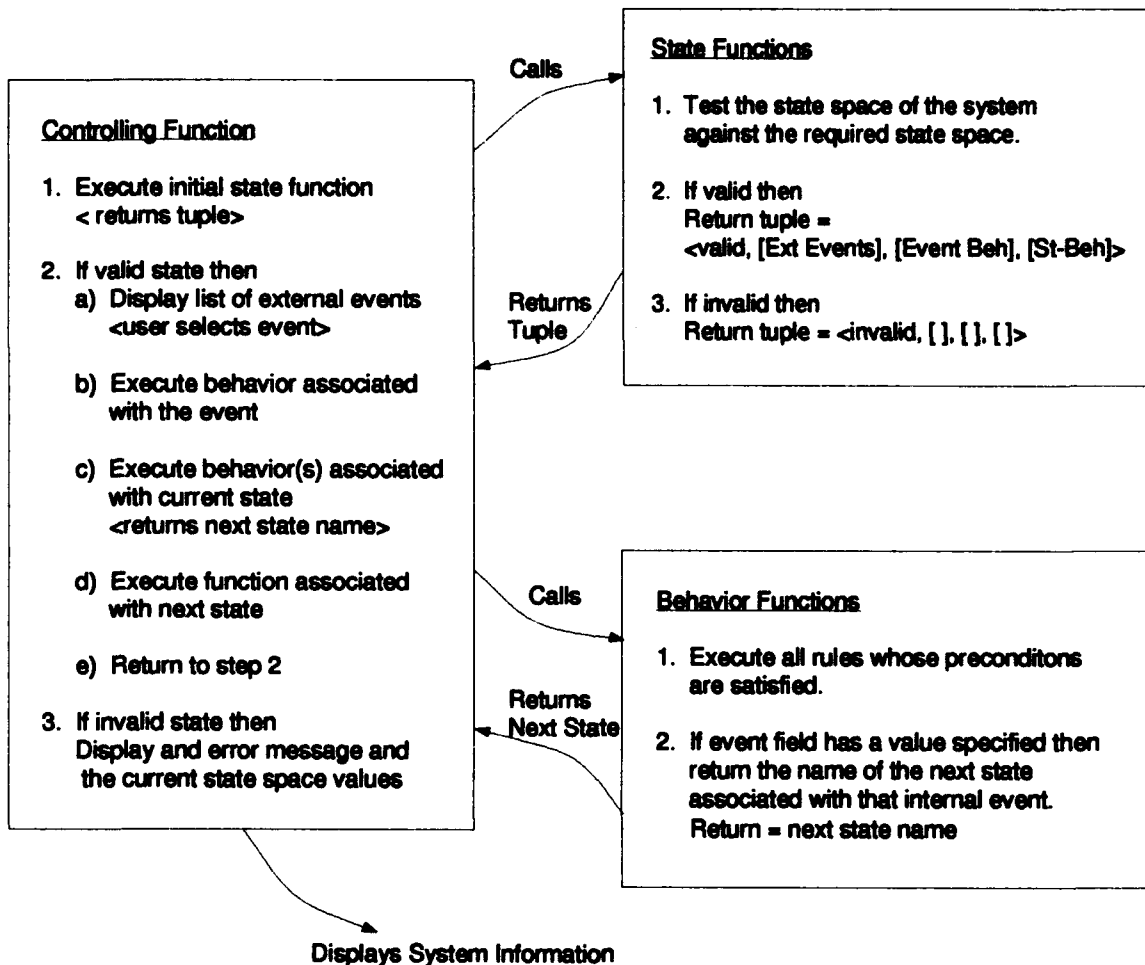 Controlling Function
1. Execute initial state function
< returns tuple>
2. If valid state then
a) Display list of external events
<user selects event>
b) Execute behavior associated
with the event
c) Execute behavior(s) associated
with current state
<returns next state name>
d) Execute function associated
with next state
e) Return to step 2
3. If invalid state then
Display and error message and
the current state space values
Calls
Returns
Tuple
State Functions
1. Test the state space of the system
against the required state space.
2. If valid then
Return tuple =
<valid, [Ext Events], [Event Beh], [St-Beh]>
3. If invalid then
Return tuple = <invalid, [ ], [ ], [ ]>
Calls
Returns
Next State
Behavior Functions
1. Execute all rules whose preconditons
are satisfied.
2. If event field has a value specified then
return the name of the next state
associated with that internal event.
Return = next state name
Displays System Information